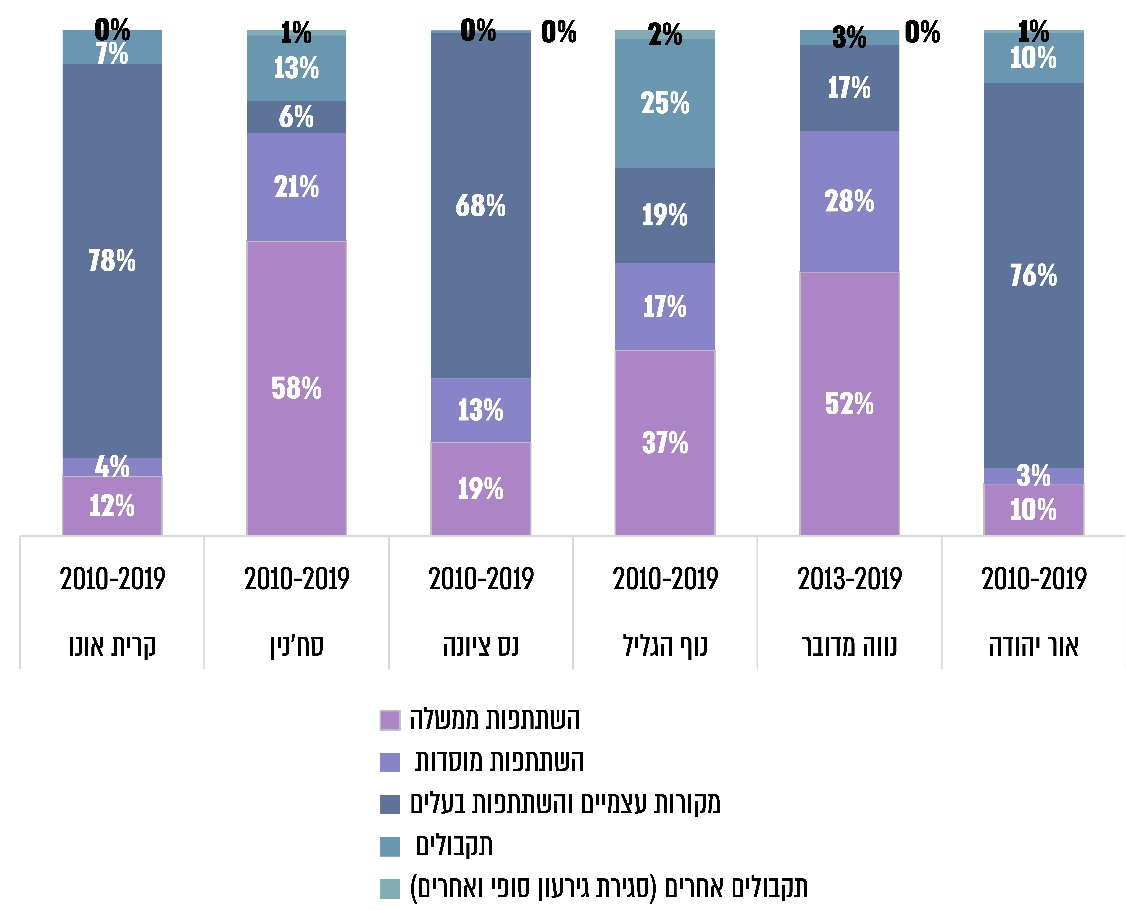 0% 1% 0% 0% 2% 3% 0% 1%
7% 13% 25% 17% 10%
6%
21% 68% 19% 28%
78% 76%
17%
58% 13% 37% 52%
4% 3%
12% 19% 10%
2010-2019 2010-2019 2010-2019 2010-2019 2013-2019 2010-2019
קרית אונו סח'נין נס ציונה נוף הגליל נווה מדובר אור יהודה
השתתפות ממשלה
השתתפות מוסדות
מקורות עצמיים והשתתפות בעלים
תקבולים
תקבולים אחרים (סגירת גירעון סופי ואחרים)